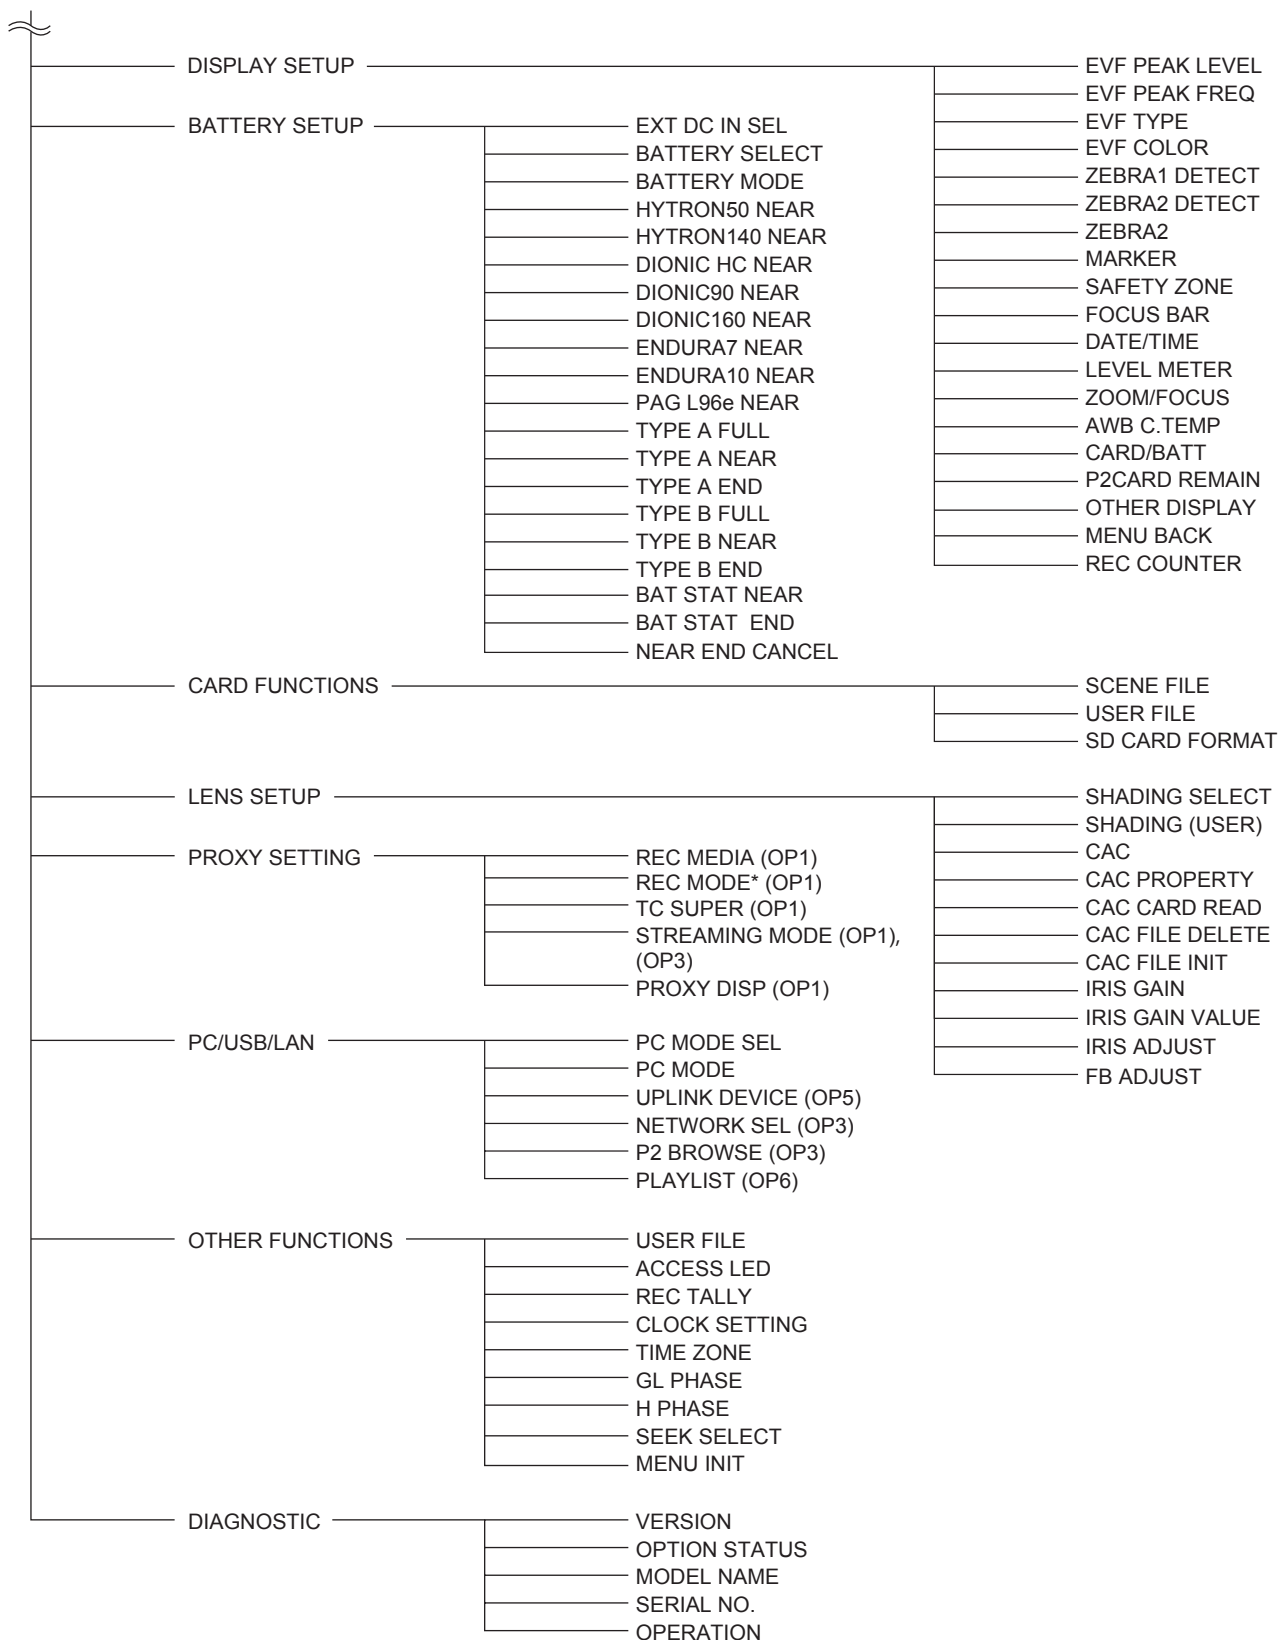 DISPLAY SETUP
EVF PEAK LEVEL
EVF PEAK FREQ
EVF TYPE
EVF COLOR
ZEBRA1 DETECT
ZEBRA2 DETECT
ZEBRA2
MARKER
SAFETY ZONE
FOCUS BAR
DATE/TIME
LEVEL METER
ZOOM/FOCUS
AWB C.TEMP
CARD/BATT
P2CARD REMAIN
OTHER DISPLAY
MENU BACK
REC COUNTER
BATTERY SETUP
EXT DC IN SEL
BATTERY SELECT
BATTERY MODE
HYTRON50 NEAR
HYTRON140 NEAR
DIONIC HC NEAR
DIONIC90 NEAR
DIONIC160 NEAR
ENDURA7 NEAR
ENDURA10 NEAR
PAG L96e NEAR
TYPE A FULL
TYPE A NEAR
TYPE A END
TYPE B FULL
TYPE B NEAR
TYPE B END
BAT STAT NEAR
BAT STAT  END
NEAR END CANCEL
CARD FUNCTIONS
SCENE FILE
USER FILE
SD CARD FORMAT
LENS SETUP
SHADING SELECT
SHADING (USER)
CAC
CAC PROPERTY
CAC CARD READ
CAC FILE DELETE
CAC FILE INIT
IRIS GAIN
IRIS GAIN VALUE
IRIS ADJUST
FB ADJUST
PROXY SETTING
REC MEDIA (OP1)
REC MODE* (OP1)
TC SUPER (OP1)
STREAMING MODE (OP1),
(OP3)
PROXY DISP (OP1)
PC/USB/LAN
PC MODE SEL
PC MODE
UPLINK DEVICE (OP5)
NETWORK SEL (OP3)
P2 BROWSE (OP3)
PLAYLIST (OP6)
OTHER FUNCTIONS
USER FILE
ACCESS LED
REC TALLY
CLOCK SETTING
TIME ZONE
GL PHASE
H PHASE
SEEK SELECT
MENU INIT
DIAGNOSTIC
VERSION
OPTION STATUS
MODEL NAME
SERIAL NO.
OPERATION